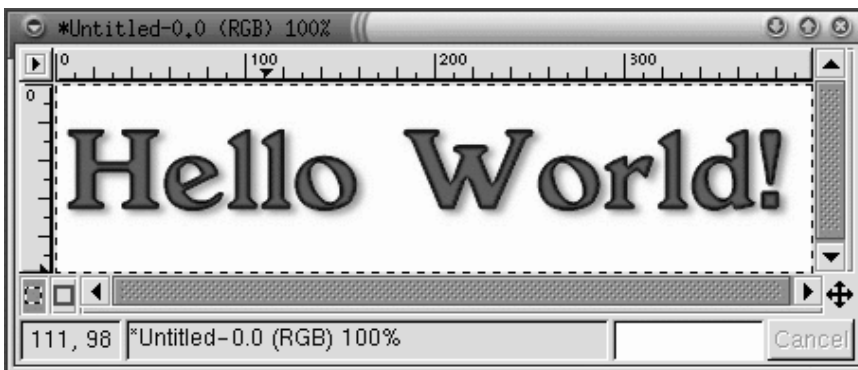 *Untitled-0.0 (RGB) 100%
0 100 200 300
0
Hello World!
111, 98 *Untitled-0.0 (RGB) 100% Cancel